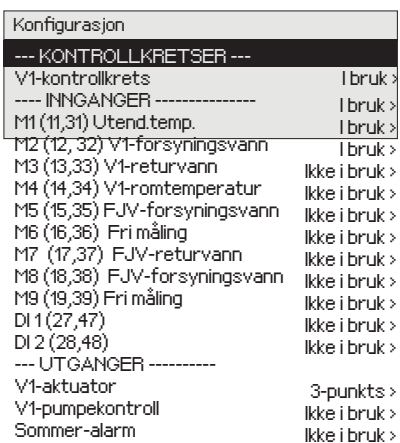 Konfigurasjon
--- KONTROLLKRETSER ---
V1-kontrollkrets I bruk >
---- INNGANGER --------------- I bruk >
M1 (11,31) Utend.temp. I bruk >
M2 (12, 32) V1-forsyningsvann I bruk >
M3 (13,33) V1-returvann Ikke i bruk >
M4 (14,34) V1-romtemperatur Ikke i bruk >
M5 (15,35) FJV-forsyningsvann Ikke i bruk >
M6 (16,36) Fri måling Ikke i bruk >
M7 (17,37) FJV-returvann Ikke i bruk >
M8 (18,38) FJV-forsyningsvann Ikke i bruk >
M9 (19,39) Fri måling Ikke i bruk >
DI 1 (27,47) Ikke i bruk >
DI 2 (28,48) Ikke i bruk >
--- UTGANGER ----------
V1-aktuator 3-punkts >
V1-pumpekontroll Ikke i bruk >
Sommer-alarm Ikke i bruk >